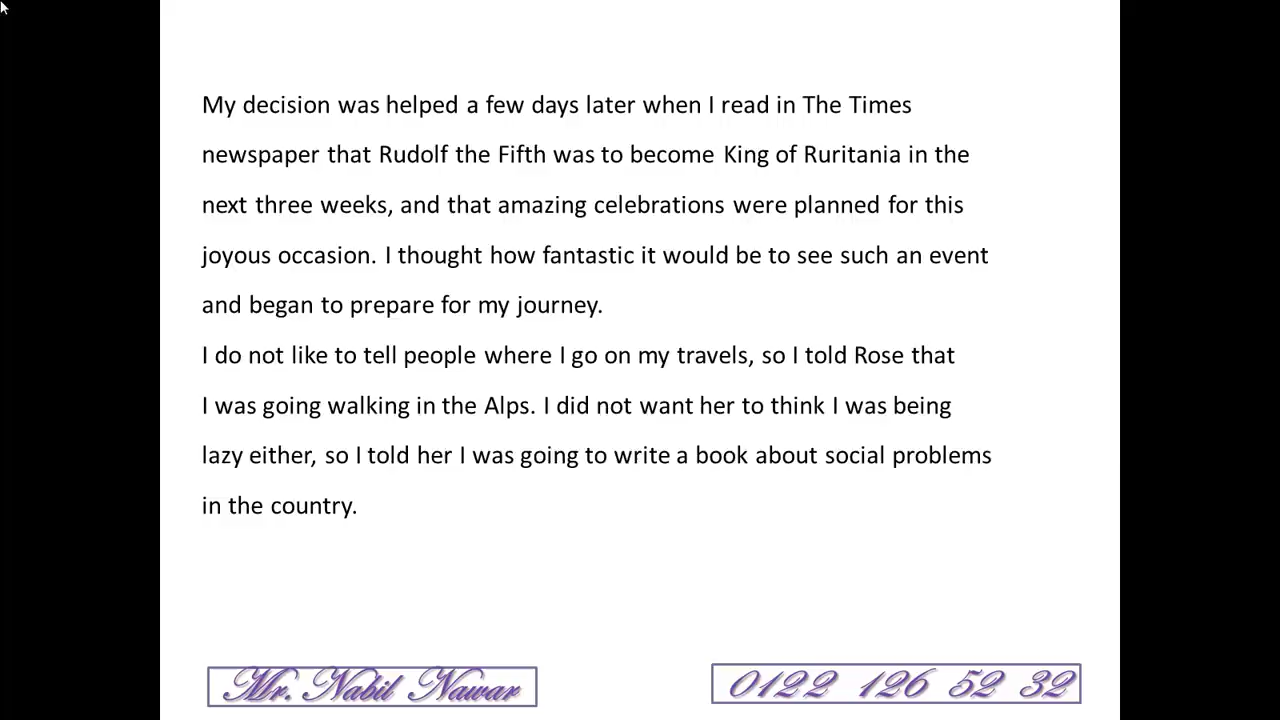 My decision was helped a few days later when I read in The Times
newspaper that Rudolf the Fifth was to become King of Ruritania in the
next three weeks, and that amazing celebrations were planned for this
joyous occasion. I thought how fantastic it would be to see such an event
and began to prepare for my journey.
I do not like to tell people where I go on my travels, so I told Rose that
I was going walking in the Alps. I did not want her to think I was being
lazy either, so I told her I was going to write a book about social problems
in the country.
Mr. Nabil Nawar
0122 126 52 32